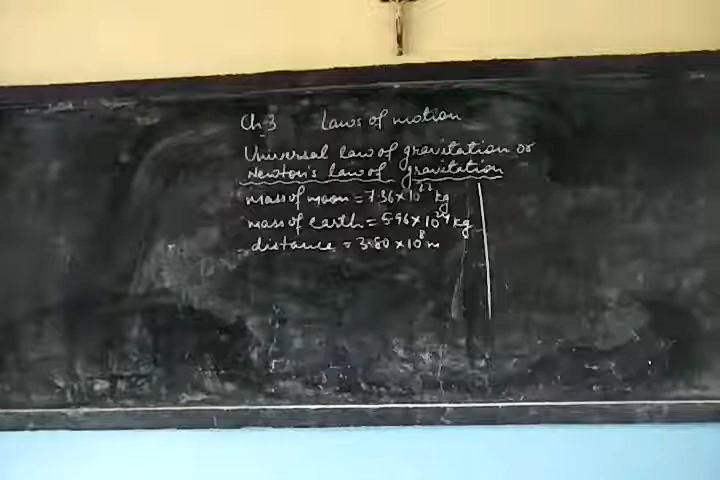 Ch-3 Laws of motion
Universal law of gravitation or
Newton's law of gravitation
mass of moon = 7.36 × 10²² kg
mass of earth = 5.96 × 10²⁴ kg
distance = 3.80 × 10⁸ m